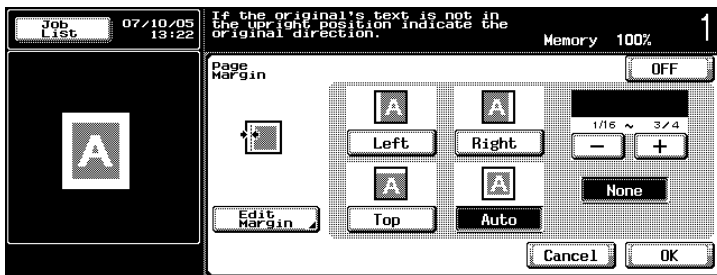 Job
List
07/10/05
13:22
If the original's text is not in
the upright position indicate the
original direction.
Memory 100%
1
Page
Margin
OFF
A
A
A
1/16 ~ 3/4
Left
Right
− +
A
A
None
Edit
Margin
Top
Auto
Cancel
OK